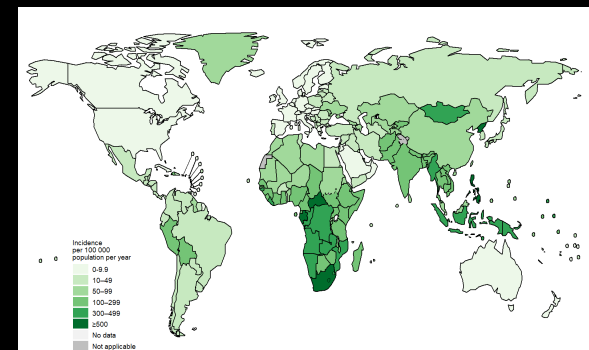 Incidence
per 100 000
population per year
0-9.9
10–49
50–99
100–299
300–499
≥500
No data
Not applicable